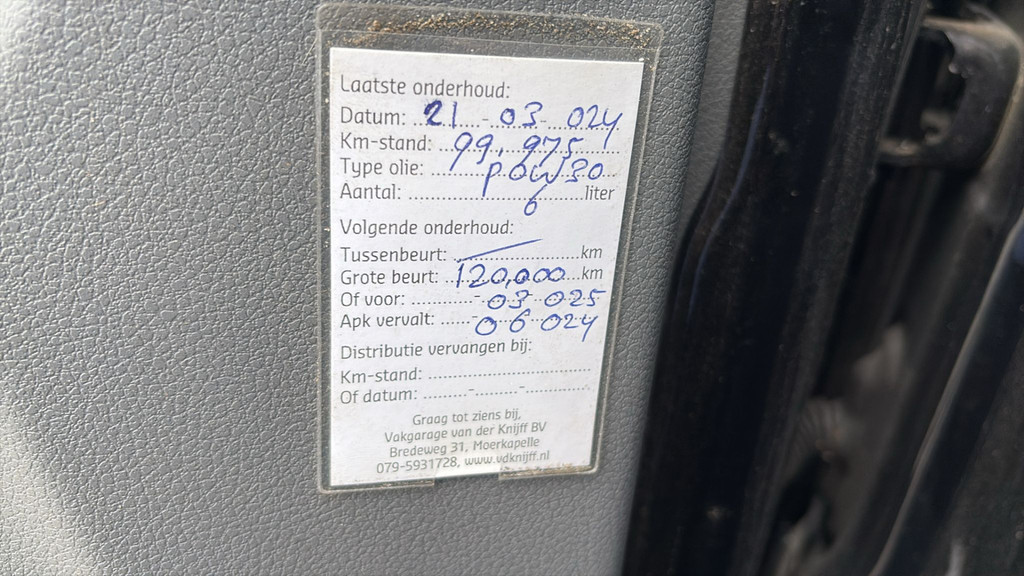 Laatste onderhoud:
Datum: 21 - 03 - 024
Km-stand: 99,975
Type olie: POW30
Aantal: 6 liter
Volgende onderhoud:
Tussenbeurt: — km
Grote beurt: 120,000 km
Of voor: - 03 - 025
Apk vervalt: - 06 - 024
Distributie vervangen bij:
Km-stand:
Of datum: - -
Graag tot ziens bij,
Vakgarage van der Knijff BV
Bredeweg 31, Moerkapelle
079-5931728, www.vdknijff.nl